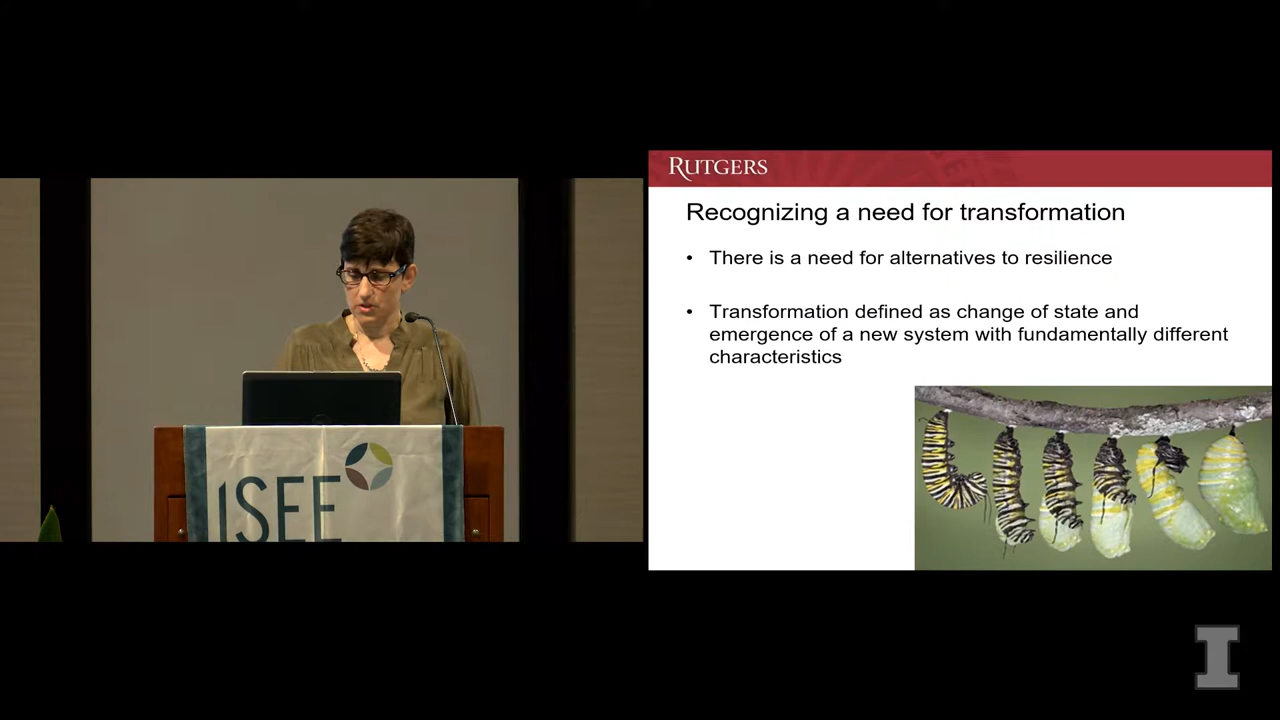 RUTGERS
Recognizing a need for transformation
• There is a need for alternatives to resilience
• Transformation defined as change of state and
emergence of a new system with fundamentally different
characteristics
ISEE
I